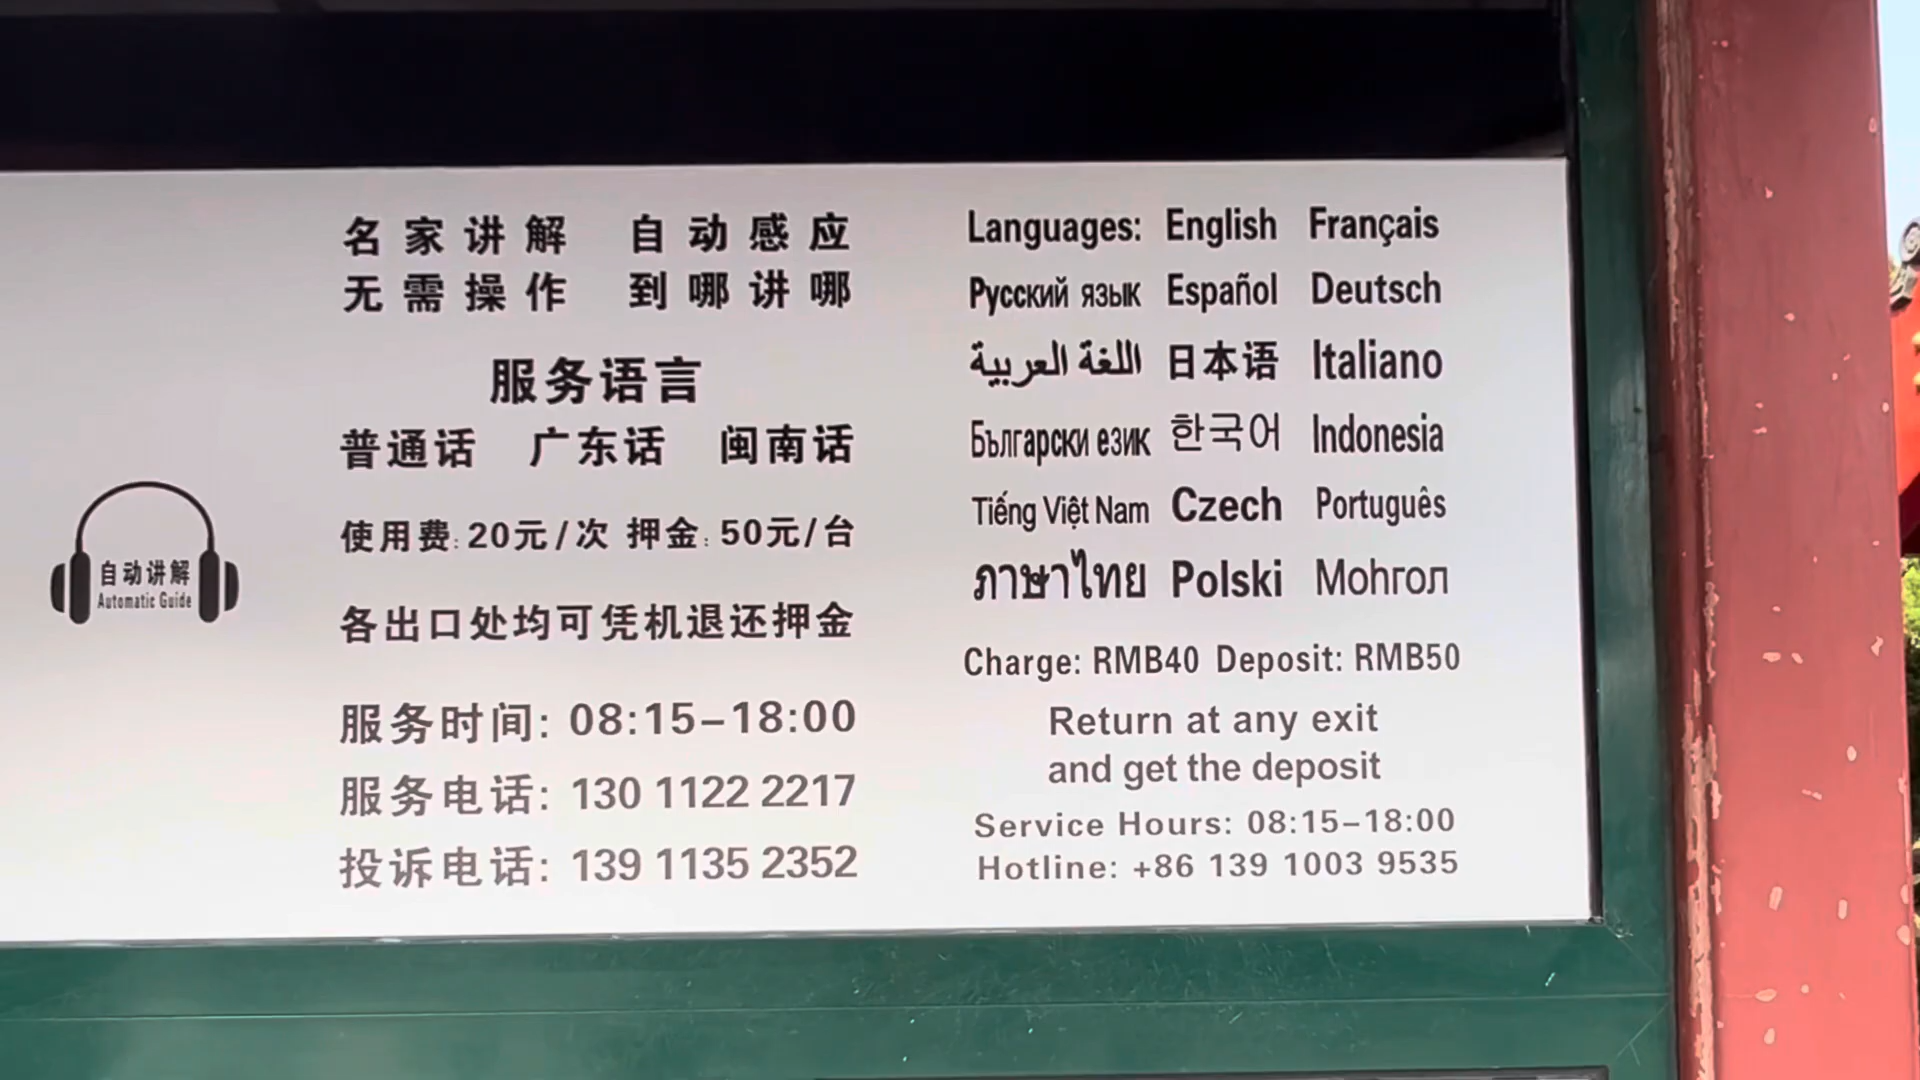 自动讲解
Automatic Guide
名家讲解 自动感应
无需操作 到哪讲哪
服务语言
普通话 广东话 闽南话
使用费:20元/次 押金:50元/台
各出口处均可凭机退还押金
服务时间: 08:15-18:00
服务电话: 130 1122 2217
投诉电话: 139 1135 2352
Languages: English Français
Русский язык Español Deutsch
اللغة العربية 日本语 Italiano
Български език 한국어 Indonesia
Tiếng Việt Nam Czech Português
ภาษาไทย Polski Моһгол
Charge: RMB40 Deposit: RMB50
Return at any exit
and get the deposit
Service Hours: 08:15-18:00
Hotline: +86 139 1003 9535